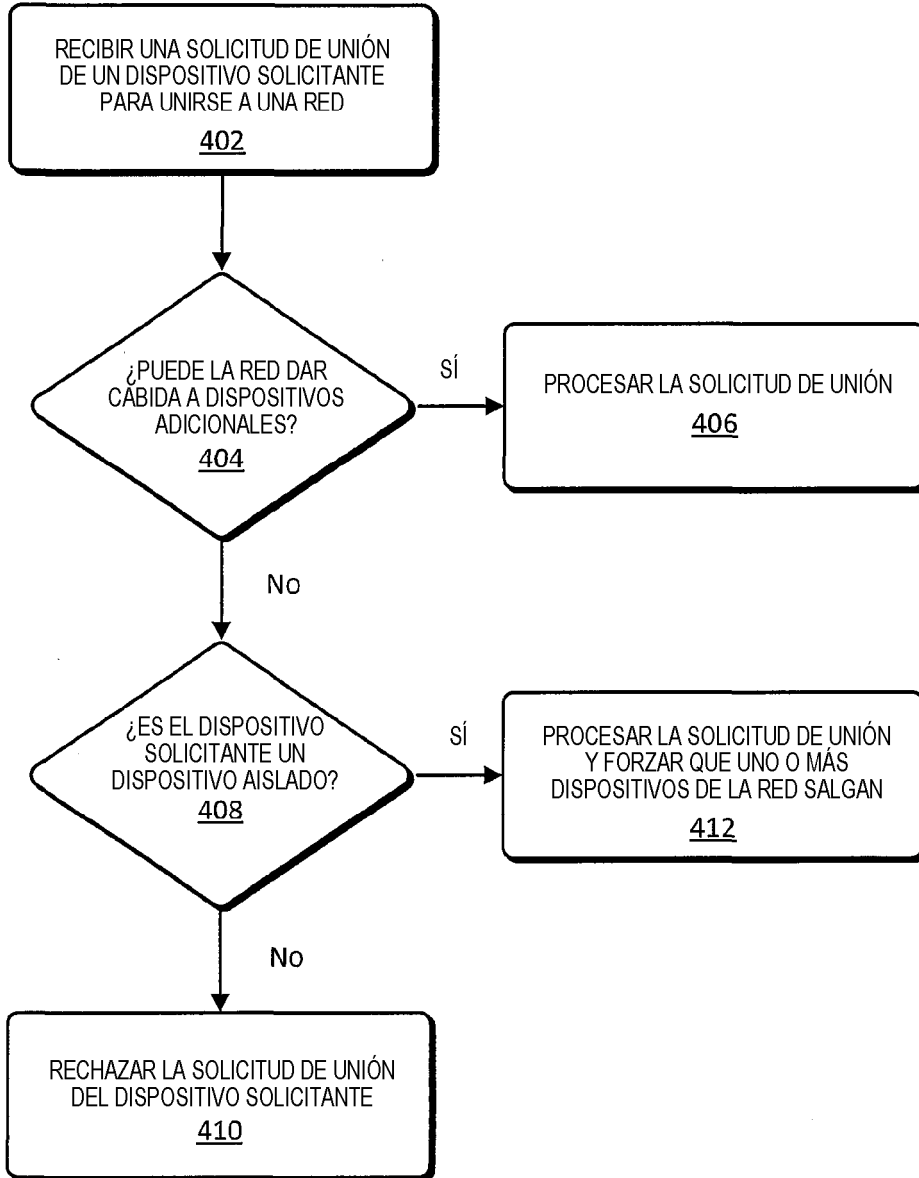 RECIBIR UNA SOLICITUD DE UNIÓN
DE UN DISPOSITIVO SOLICITANTE
PARA UNIRSE A UNA RED
402
¿PUEDE LA RED DAR
CABIDA A DISPOSITIVOS
ADICIONALES?
404
SÍ
PROCESAR LA SOLICITUD DE UNIÓN
406
No
¿ES EL DISPOSITIVO
SOLICITANTE UN
DISPOSITIVO AISLADO?
408
SÍ
PROCESAR LA SOLICITUD DE UNIÓN
Y FORZAR QUE UNO O MÁS
DISPOSITIVOS DE LA RED SALGAN
412
No
RECHAZAR LA SOLICITUD DE UNIÓN
DEL DISPOSITIVO SOLICITANTE
410